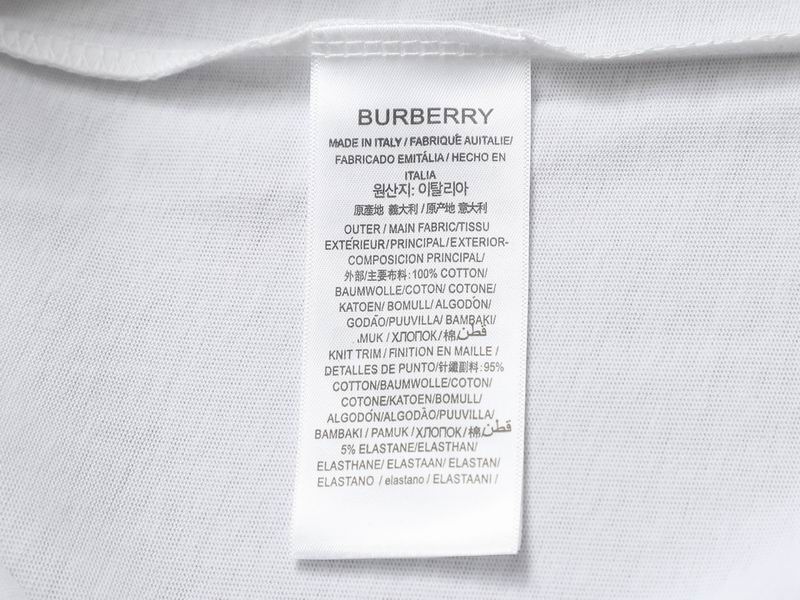 BURBERRY
MADE IN ITALY / FABRIQUÉ AUITALIE/
FABRICADO EMITÁLIA / HECHO EN
ITALIA
원산지: 이탈리아
原產地 義大利 / 原产地 意大利
OUTER / MAIN FABRIC/TISSU
EXTÉRIEUR/PRINCIPAL/EXTERIOR-
COMPOSICION PRINCIPAL/
外部/主要布料:100% COTTON/
BAUMWOLLE/COTON/ COTONE/
KATOEN/ BOMULL/ ALGODÓN/
GODÃO/PUUVILLA/ BAMBAKI/
.MUK / ХЛОПОК/棉/قطن
KNIT TRIM / FINITION EN MAILLE /
DETALLES DE PUNTO/針織副料:95%
COTTON/BAUMWOLLE/COTON/
COTONE/KATOEN/BOMULL/
ALGODÓN/ALGODÃO/PUUVILLA/
BAMBAKI / PAMUK /ХЛОПОК/棉/قطن
5% ELASTANE/ELASTHAN/
ELASTHANE/ ELASTAAN/ ELASTAN/
ELASTANO / elastano / ELASTAANI /